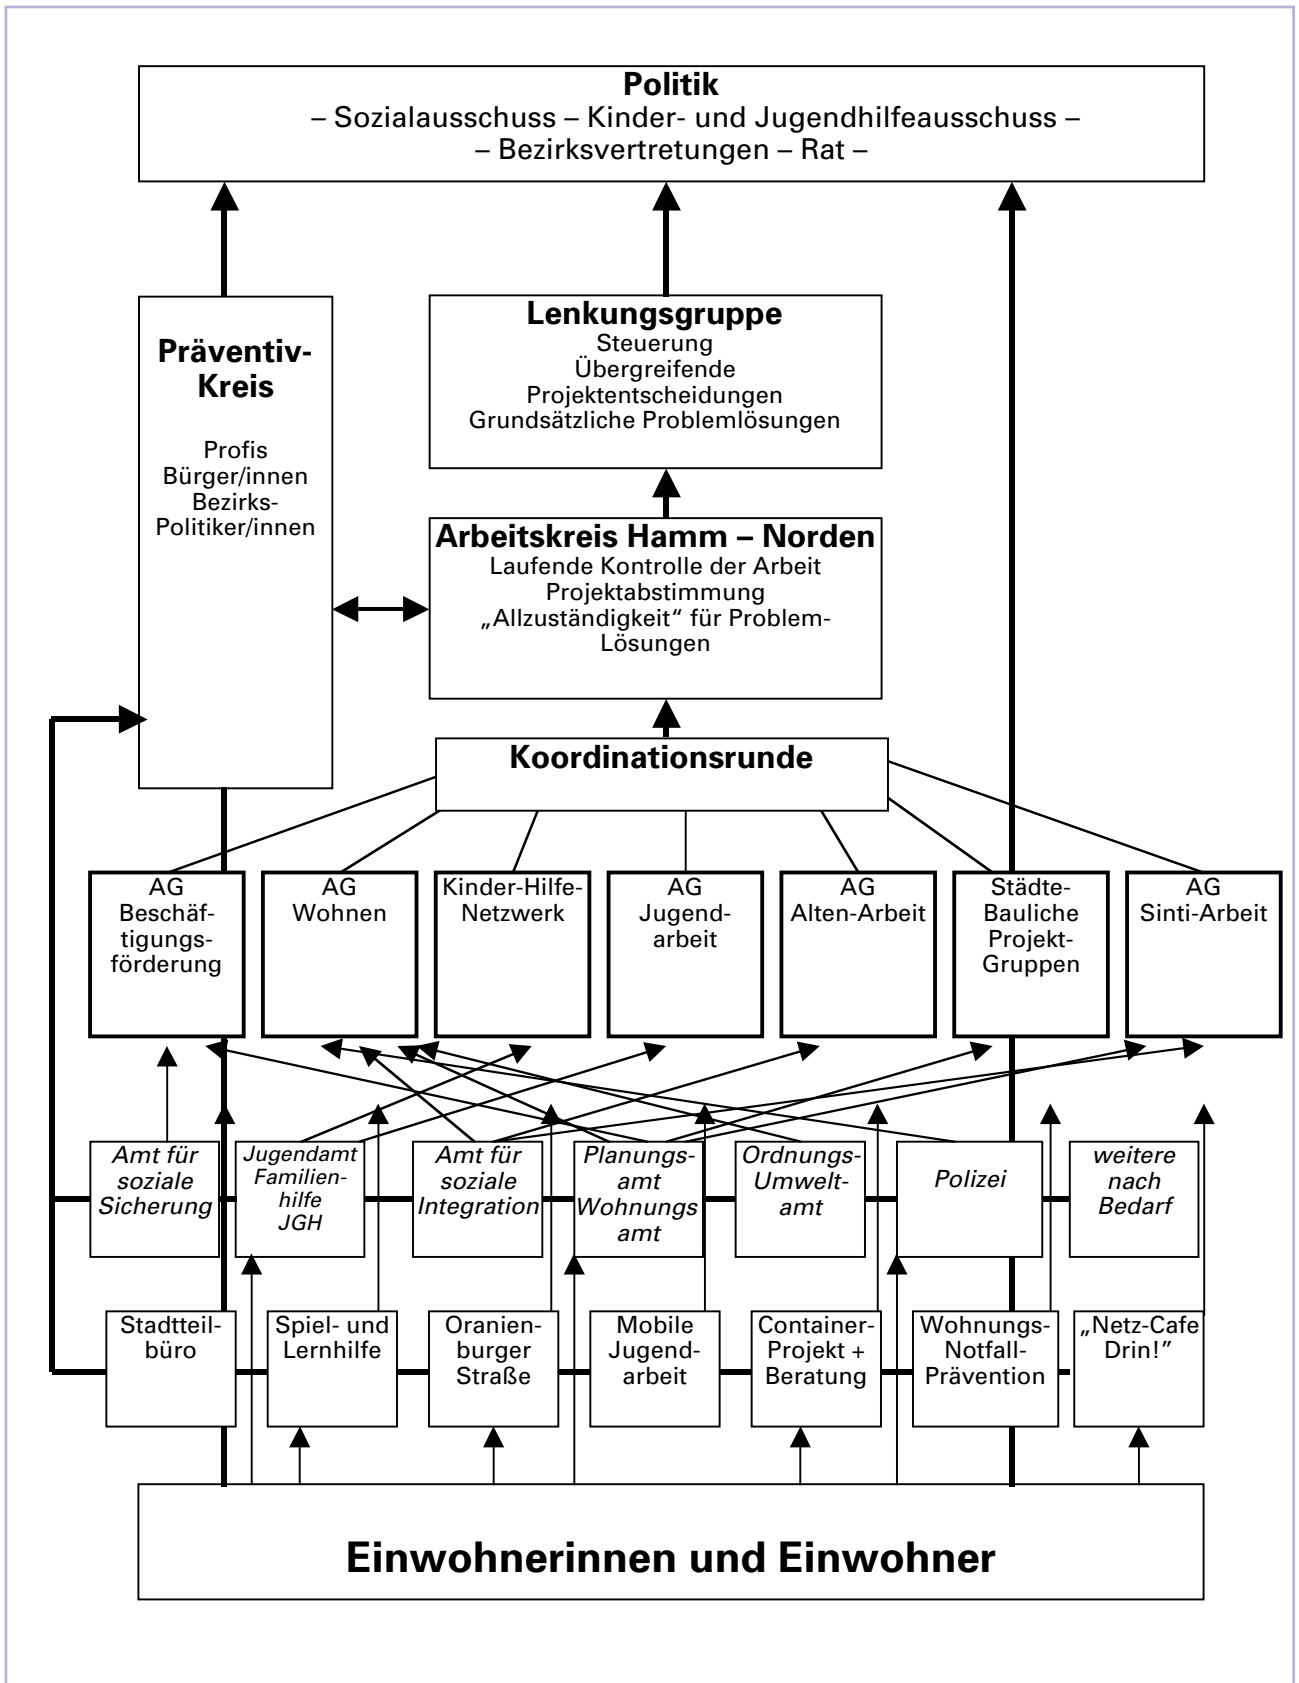 Politik
– Sozialausschuss – Kinder- und Jugendhilfeausschuss –
– Bezirksvertretungen – Rat –
Präventiv-
Kreis
Profis
Bürger/innen
Bezirks-
Politiker/innen
Lenkungsgruppe
Steuerung
Übergreifende
Projektentscheidungen
Grundsätzliche Problemlösungen
Arbeitskreis Hamm – Norden
Laufende Kontrolle der Arbeit
Projektabstimmung
„Allzuständigkeit“ für Problem-
Lösungen
Koordinationsrunde
AG
Beschäf-
tigungs-
förderung
AG
Wohnen
Kinder-Hilfe-
Netzwerk
AG
Jugend-
arbeit
AG
Alten-Arbeit
Städte-
Bauliche
Projekt-
Gruppen
AG
Sinti-Arbeit
Amt für
soziale
Sicherung
Jugendamt
Familien-
hilfe
JGH
Amt für
soziale
Integration
Planungs-
amt
Wohnungs
amt
Ordnungs-
Umwelt-
amt
Polizei
weitere
nach
Bedarf
Stadtteil-
büro
Spiel- und
Lernhilfe
Oranien-
burger
Straße
Mobile
Jugend-
arbeit
Container-
Projekt +
Beratung
Wohnungs-
Notfall-
Prävention
„Netz-Cafe
Drin!”
Einwohnerinnen und Einwohner